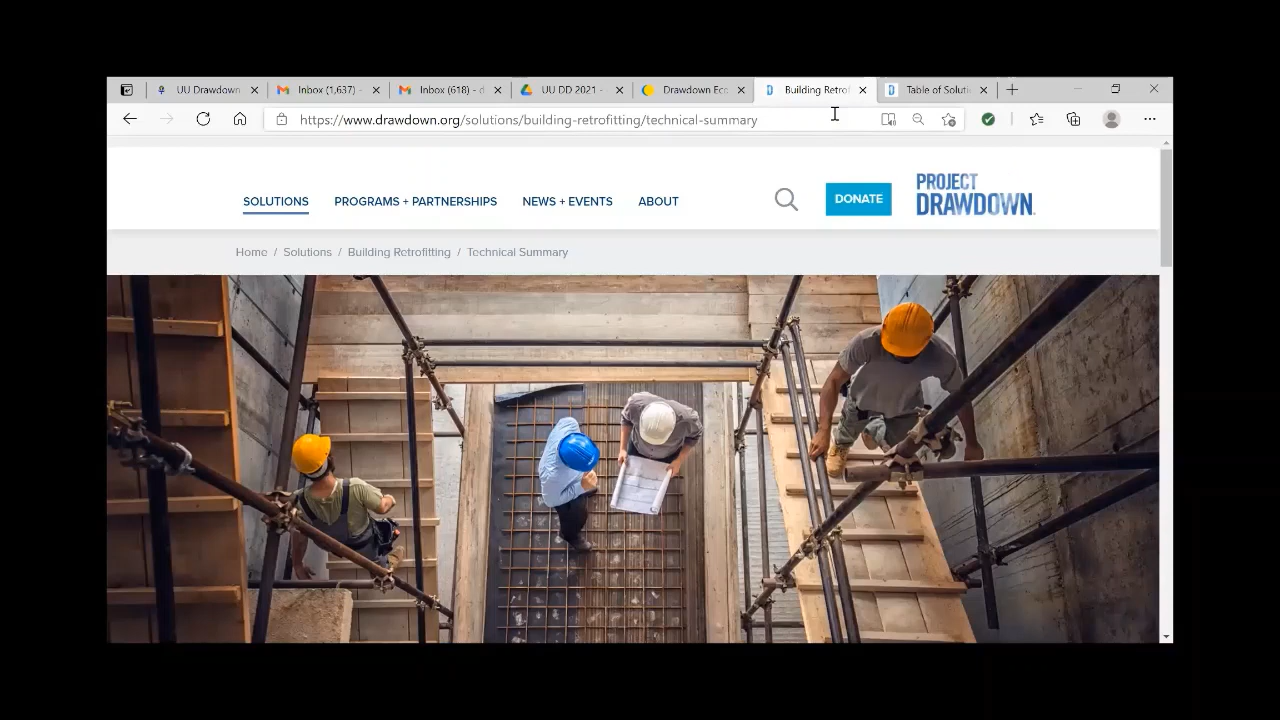 UU Drawdown
Inbox (1,637) -
Inbox (618) - d
UU DD 2021 -
Drawdown Ec
Building Retrof
Table of Soluti
https://www.drawdown.org/solutions/building-retrofitting/technical-summary
SOLUTIONS
PROGRAMS + PARTNERSHIPS
NEWS + EVENTS
ABOUT
DONATE
PROJECT
DRAWDOWN.
Home / Solutions / Building Retrofitting / Technical Summary